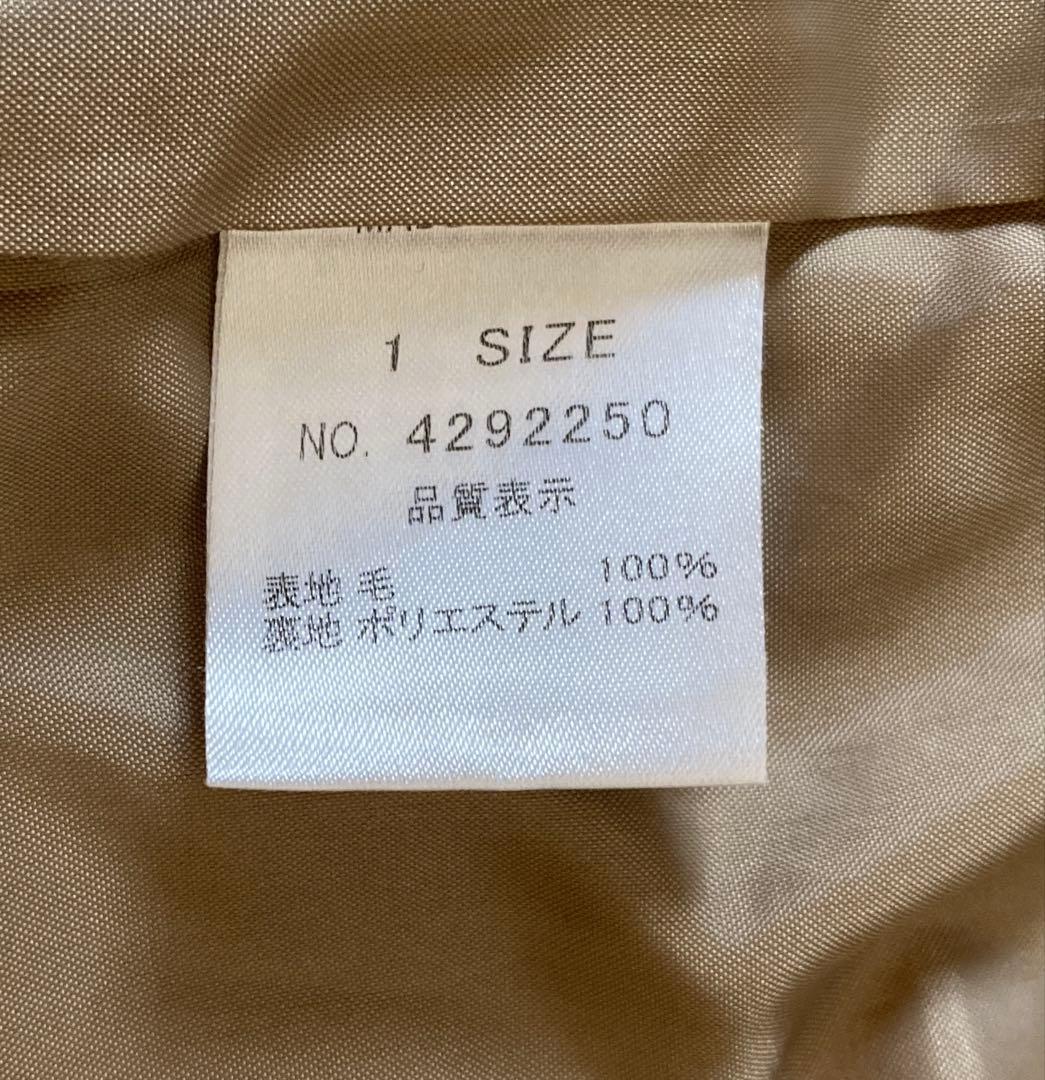 1 SIZE
NO. 4292250
品質表示
表地 毛 100%
裏地 ポリエステル 100%